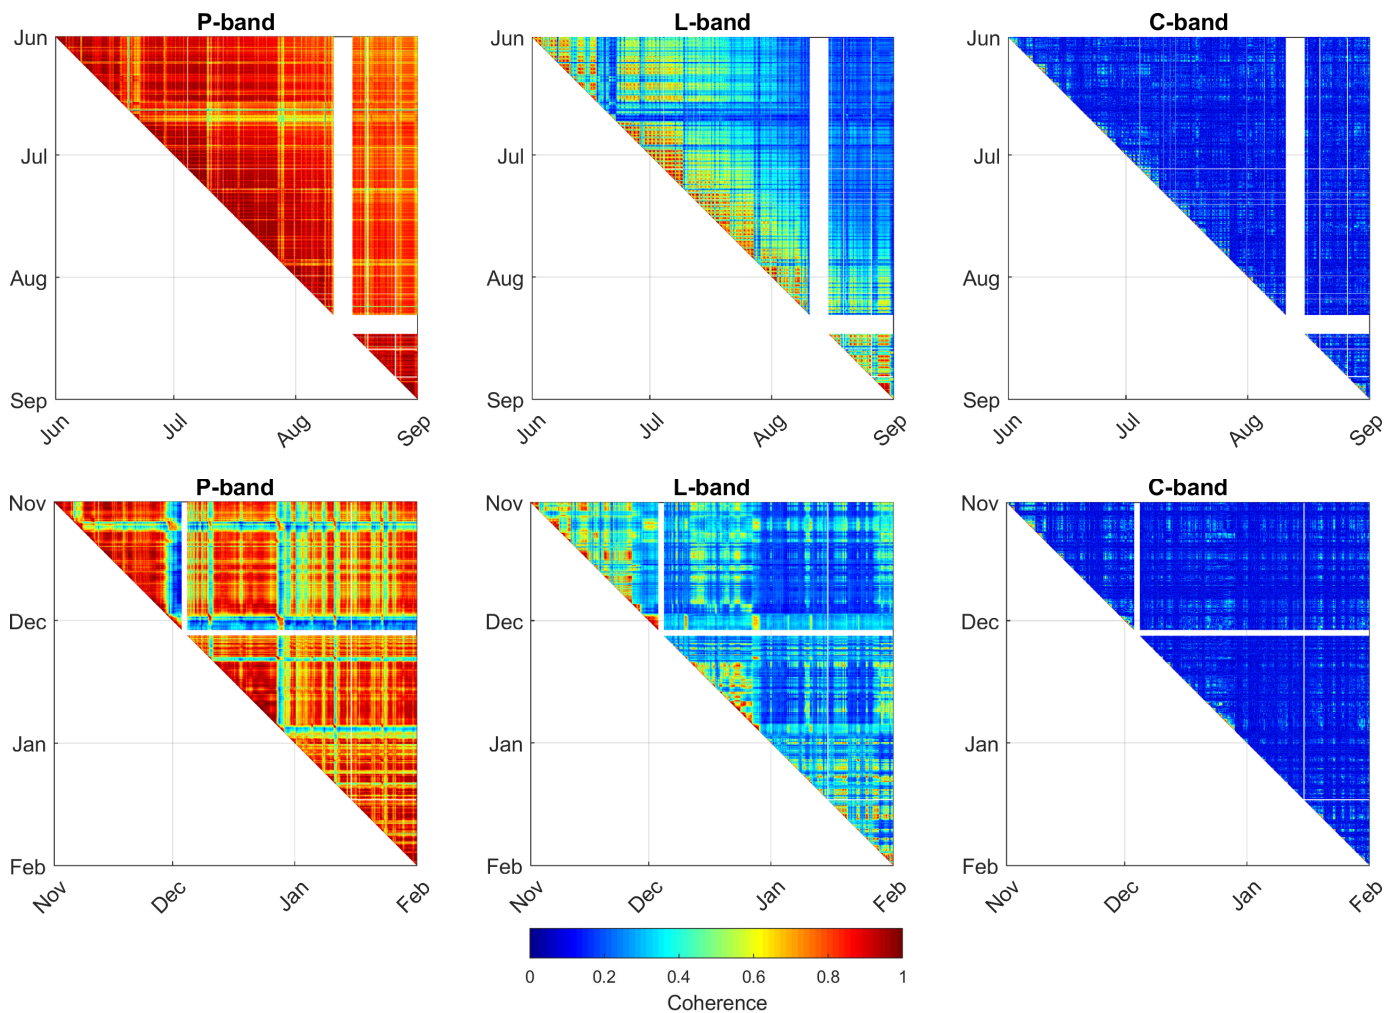 P-band
L-band
C-band
Jun
Jul
Aug
Sep
Jun
Jul
Aug
Sep
Jun
Jul
Aug
Sep
Jun
Jul
Aug
Sep
Jun
Jul
Aug
Sep
Jun
Jul
Aug
Sep
P-band
L-band
C-band
Nov
Dec
Jan
Feb
Nov
Dec
Jan
Feb
Nov
Dec
Jan
Feb
Nov
Dec
Jan
Feb
Nov
Dec
Jan
Feb
Nov
Dec
Jan
Feb
0 0.2 0.4 0.6 0.8 1
Coherence